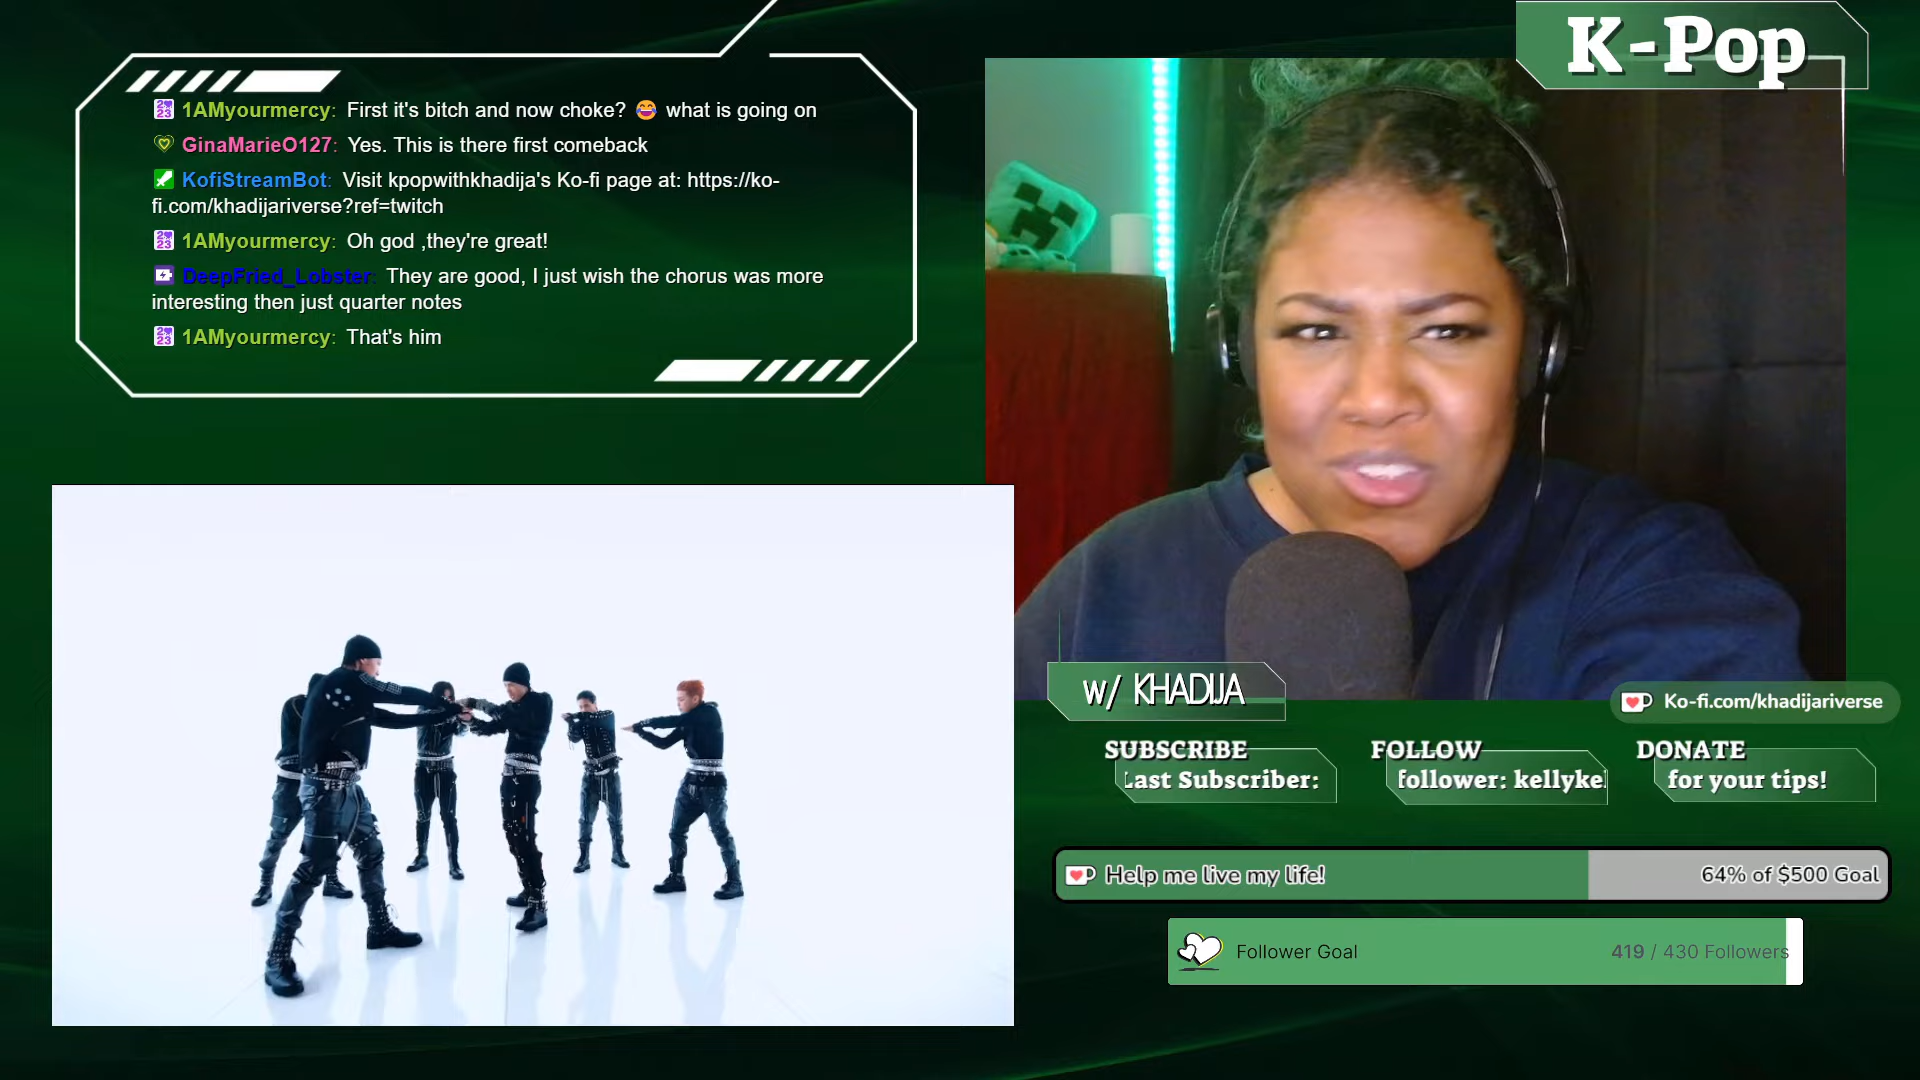 K-Pop
1AMyourmercy: First it's bitch and now choke? 😂 what is going on
GinaMarieO127: Yes. This is there first comeback
KofiStreamBot: Visit kpopwithkhadija's Ko-fi page at: https://ko-
fi.com/khadijariverse?ref=twitch
1AMyourmercy: Oh god ,they're great!
DeepFried_Lobster: They are good, I just wish the chorus was more
interesting then just quarter notes
1AMyourmercy: That's him
w/ KHADIJA
Ko-fi.com/khadijariverse
SUBSCRIBE
Last Subscriber:
FOLLOW
follower: kellyke
DONATE
for your tips!
Help me live my life!
64% of $500 Goal
Follower Goal
419 / 430 Followers